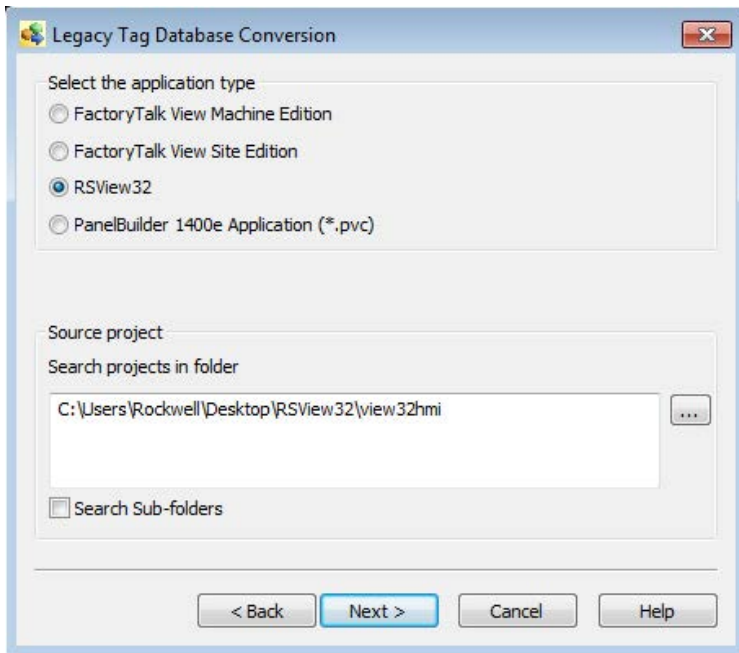 Legacy Tag Database Conversion
Select the application type
FactoryTalk View Machine Edition
FactoryTalk View Site Edition
RSView32
PanelBuilder 1400e Application (*.pvc)
Source project
Search projects in folder
C:\Users\Rockwell\Desktop\RSView32\view32hmi
...
Search Sub-folders
< Back Next > Cancel Help